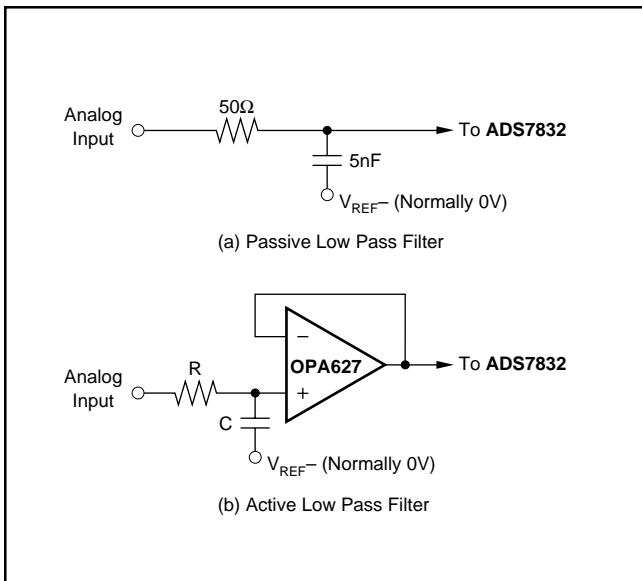 50Ω
Analog
Input
To ADS7832
5nF
VREF– (Normally 0V)
(a) Passive Low Pass Filter
–
OPA627
+
R
Analog
Input
To ADS7832
C
VREF– (Normally 0V)
(b) Active Low Pass Filter